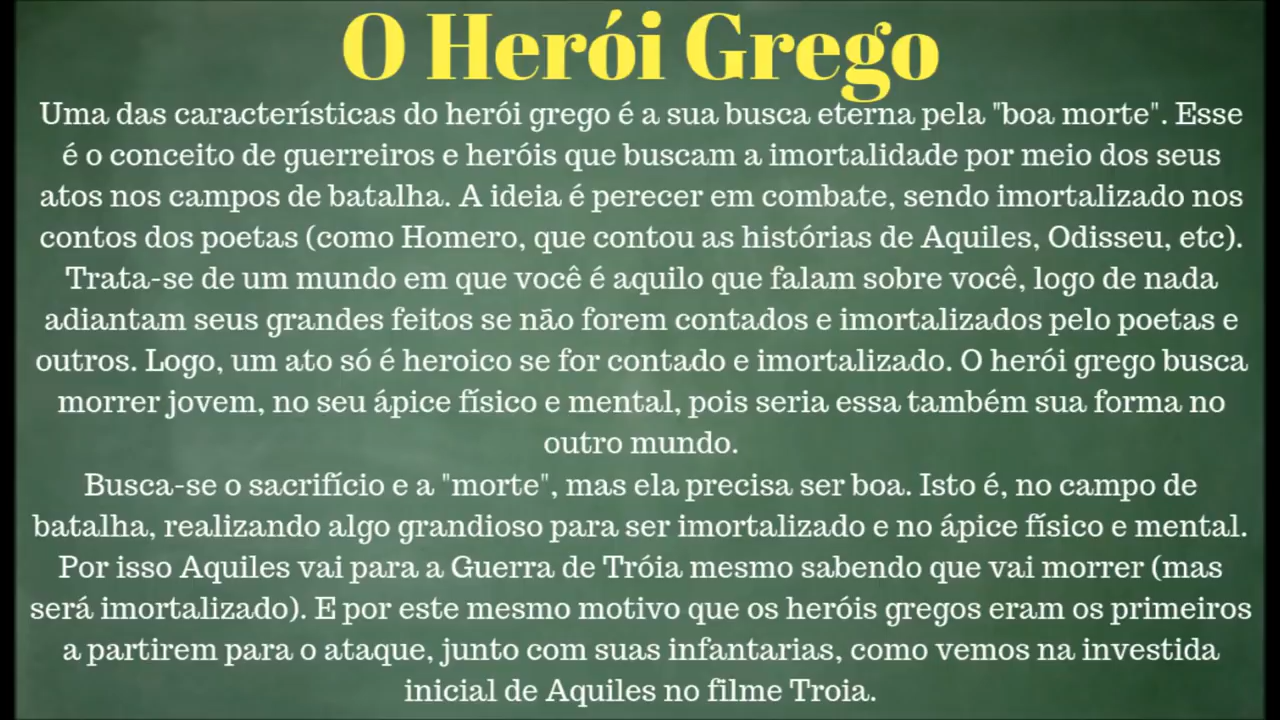 O Herói Grego
Uma das características do herói grego é a sua busca eterna pela "boa morte". Esse
é o conceito de guerreiros e heróis que buscam a imortalidade por meio dos seus
atos nos campos de batalha. A ideia é perecer em combate, sendo imortalizado nos
contos dos poetas (como Homero, que contou as histórias de Aquiles, Odisseu, etc).
Trata-se de um mundo em que você é aquilo que falam sobre você, logo de nada
adiantam seus grandes feitos se não forem contados e imortalizados pelo poetas e
outros. Logo, um ato só é heroico se for contado e imortalizado. O herói grego busca
morrer jovem, no seu ápice físico e mental, pois seria essa também sua forma no
outro mundo.
Busca-se o sacrifício e a "morte", mas ela precisa ser boa. Isto é, no campo de
batalha, realizando algo grandioso para ser imortalizado e no ápice físico e mental.
Por isso Aquiles vai para a Guerra de Tróia mesmo sabendo que vai morrer (mas
será imortalizado). E por este mesmo motivo que os heróis gregos eram os primeiros
a partirem para o ataque, junto com suas infantarias, como vemos na investida
inicial de Aquiles no filme Troia.